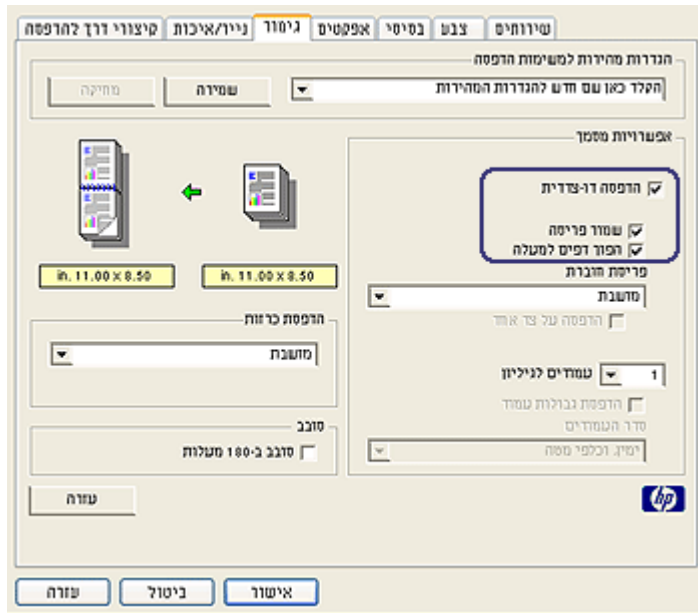 שירותים צבע בסיסי אפקטים גימור נייר/איכות קיצורי דרך להדפסה
הגדרות מהירות למשימות הדפסה
הקלד כאן שם חדש להגדרות המהירות
שמירה
מחיקה
אפשרויות מסמך
הדפסה דו-צדדית
שמור פריסה
הפוך דפים למעלה
פריסת חוברת
מושבת
הדפסה על צד אחד
1 עמודים לגיליון
הדפסת גבולות עמוד
סדר העמודים
ימין, וכלפי מטה
in. 11.00 x 8.50
in. 11.00 x 8.50
הדפסת כרזות
מושבת
סובב
סובב ב-180 מעלות
hp
עזרה
אישור
ביטול
עזרה